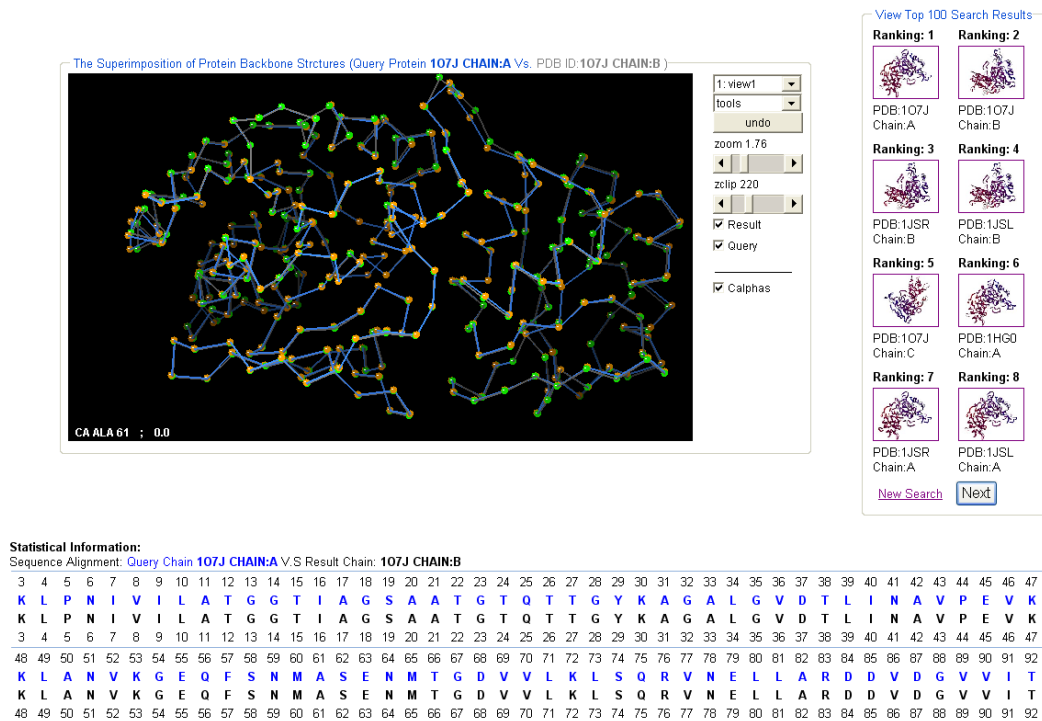 The Superimposition of Protein Backbone Strctures (Query Protein 1O7J CHAIN:A Vs. PDB ID:1O7J CHAIN:B )
1: view1
tools
undo
zoom 1.76
zclip 220
Result
Query
Calphas
CA ALA 61 ; 0.0
View Top 100 Search Results
Ranking: 1 Ranking: 2
PDB:1O7J PDB:1O7J
Chain:A Chain:B
Ranking: 3 Ranking: 4
PDB:1JSR PDB:1JSL
Chain:B Chain:B
Ranking: 5 Ranking: 6
PDB:1O7J PDB:1HG0
Chain:C Chain:A
Ranking: 7 Ranking: 8
PDB:1JSR PDB:1JSL
Chain:A Chain:A
New Search Next
Statistical Information:
Sequence Alignment: Query Chain 1O7J CHAIN:A V.S Result Chain: 1O7J CHAIN:B
3 4 5 6 7 8 9 10 11 12 13 14 15 16 17 18 19 20 21 22 23 24 25 26 27 28 29 30 31 32 33 34 35 36 37 38 39 40 41 42 43 44 45 46 47
K L P N I V I L A T G G T I A G S A A T G T Q T T G Y K A G A L G V D T L I N A V P E V K
K L P N I V I L A T G G T I A G S A A T G T Q T T G Y K A G A L G V D T L I N A V P E V K
3 4 5 6 7 8 9 10 11 12 13 14 15 16 17 18 19 20 21 22 23 24 25 26 27 28 29 30 31 32 33 34 35 36 37 38 39 40 41 42 43 44 45 46 47
48 49 50 51 52 53 54 55 56 57 58 59 60 61 62 63 64 65 66 67 68 69 70 71 72 73 74 75 76 77 78 79 80 81 82 83 84 85 86 87 88 89 90 91 92
K L A N V K G E Q F S N M A S E N M T G D V V L K L S Q R V N E L L A R D D V D G V V I T
K L A N V K G E Q F S N M A S E N M T G D V V L K L S Q R V N E L L A R D D V D G V V I T
48 49 50 51 52 53 54 55 56 57 58 59 60 61 62 63 64 65 66 67 68 69 70 71 72 73 74 75 76 77 78 79 80 81 82 83 84 85 86 87 88 89 90 91 92